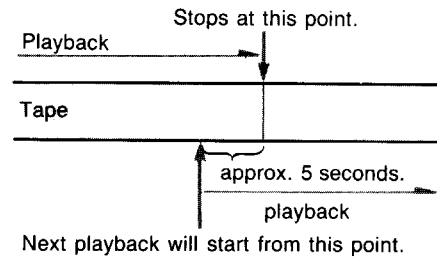 Stops at this point.
Playback
Tape
approx. 5 seconds.
playback
Next playback will start from this point.